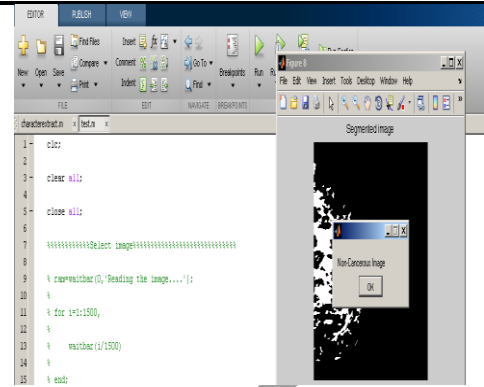 EDITOR PUBLISH VIEW
Find Files Insert
Compare Comment Go To
New Open Save Print Indent Find Breakpoints Run
FILE EDIT NAVIGATE BREAKPOINTS
characterextract.m × test.m ×
1 clc;
2
3 clear all;
4
5 close all;
6
7 %%%%%%%%%%%%Select image%%%%%%%%%%%%%%%%%%%%%%%%%%%%
8
9 % ram=waitbar(0,'Reading the image....');
10 %
11 % for i=1:1500,
12 %
13 % waitbar(i/1500)
14 %
15 % end;
Figure 8
File Edit View Insert Tools Desktop Window Help
Segmented image
Non-Cancerous Image
OK